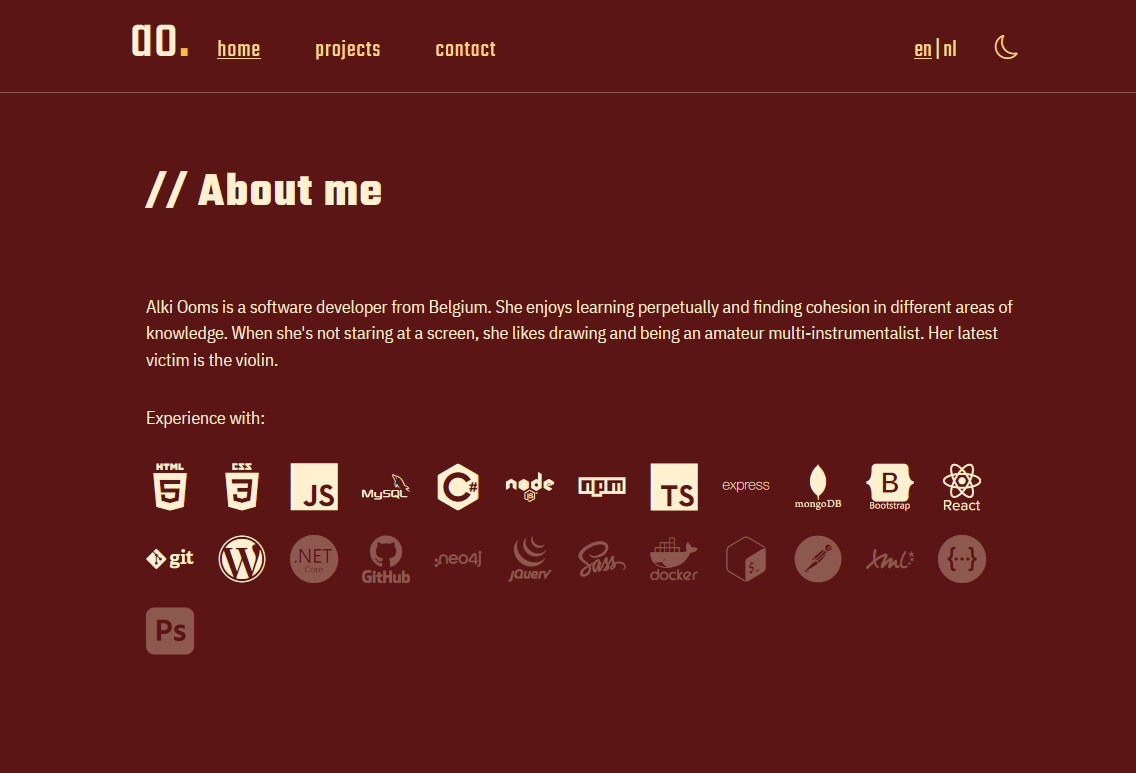 ao. home projects contact en | nl
// About me
Alki Ooms is a software developer from Belgium. She enjoys learning perpetually and finding cohesion in different areas of
knowledge. When she's not staring at a screen, she likes drawing and being an amateur multi-instrumentalist. Her latest
victim is the violin.
Experience with:
HTML 5 CSS 3 JS MySQL C# node JS npm TS express mongoDB B Bootstrap React
git W .NET Core GitHub :neo4j jQuery Sass docker $_ Xml {···}
Ps